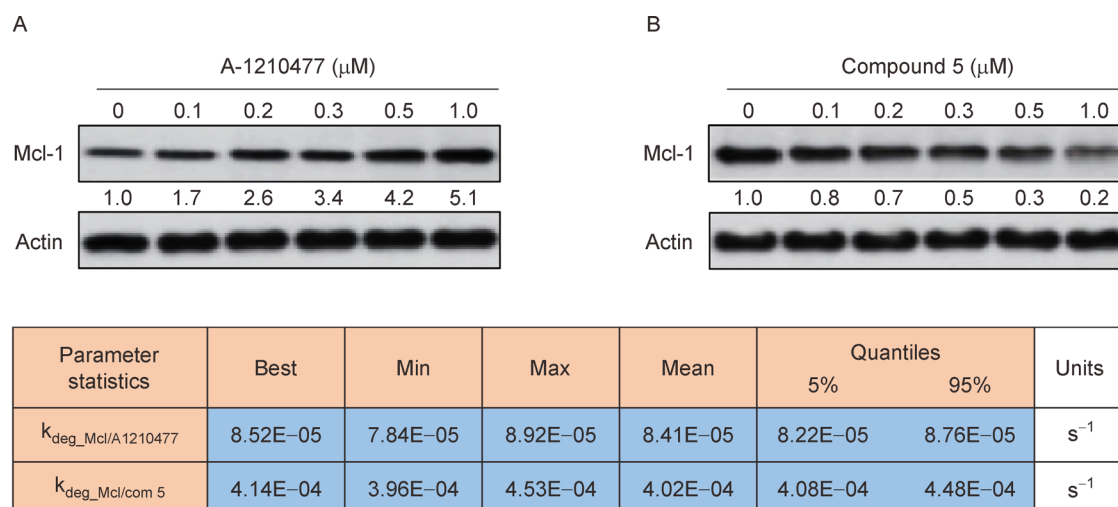 A
A-1210477 (μM)
0 0.1 0.2 0.3 0.5 1.0
Mcl-1
1.0 1.7 2.6 3.4 4.2 5.1
Actin
B
Compound 5 (μM)
0 0.1 0.2 0.3 0.5 1.0
Mcl-1
1.0 0.8 0.7 0.5 0.3 0.2
Actin
Parameter statistics Best Min Max Mean Quantiles 5% 95% Units
k_deg_Mcl/A1210477 8.52E−05 7.84E−05 8.92E−05 8.41E−05 8.22E−05 8.76E−05 s⁻¹
k_deg_Mcl/com 5 4.14E−04 3.96E−04 4.53E−04 4.02E−04 4.08E−04 4.48E−04 s⁻¹